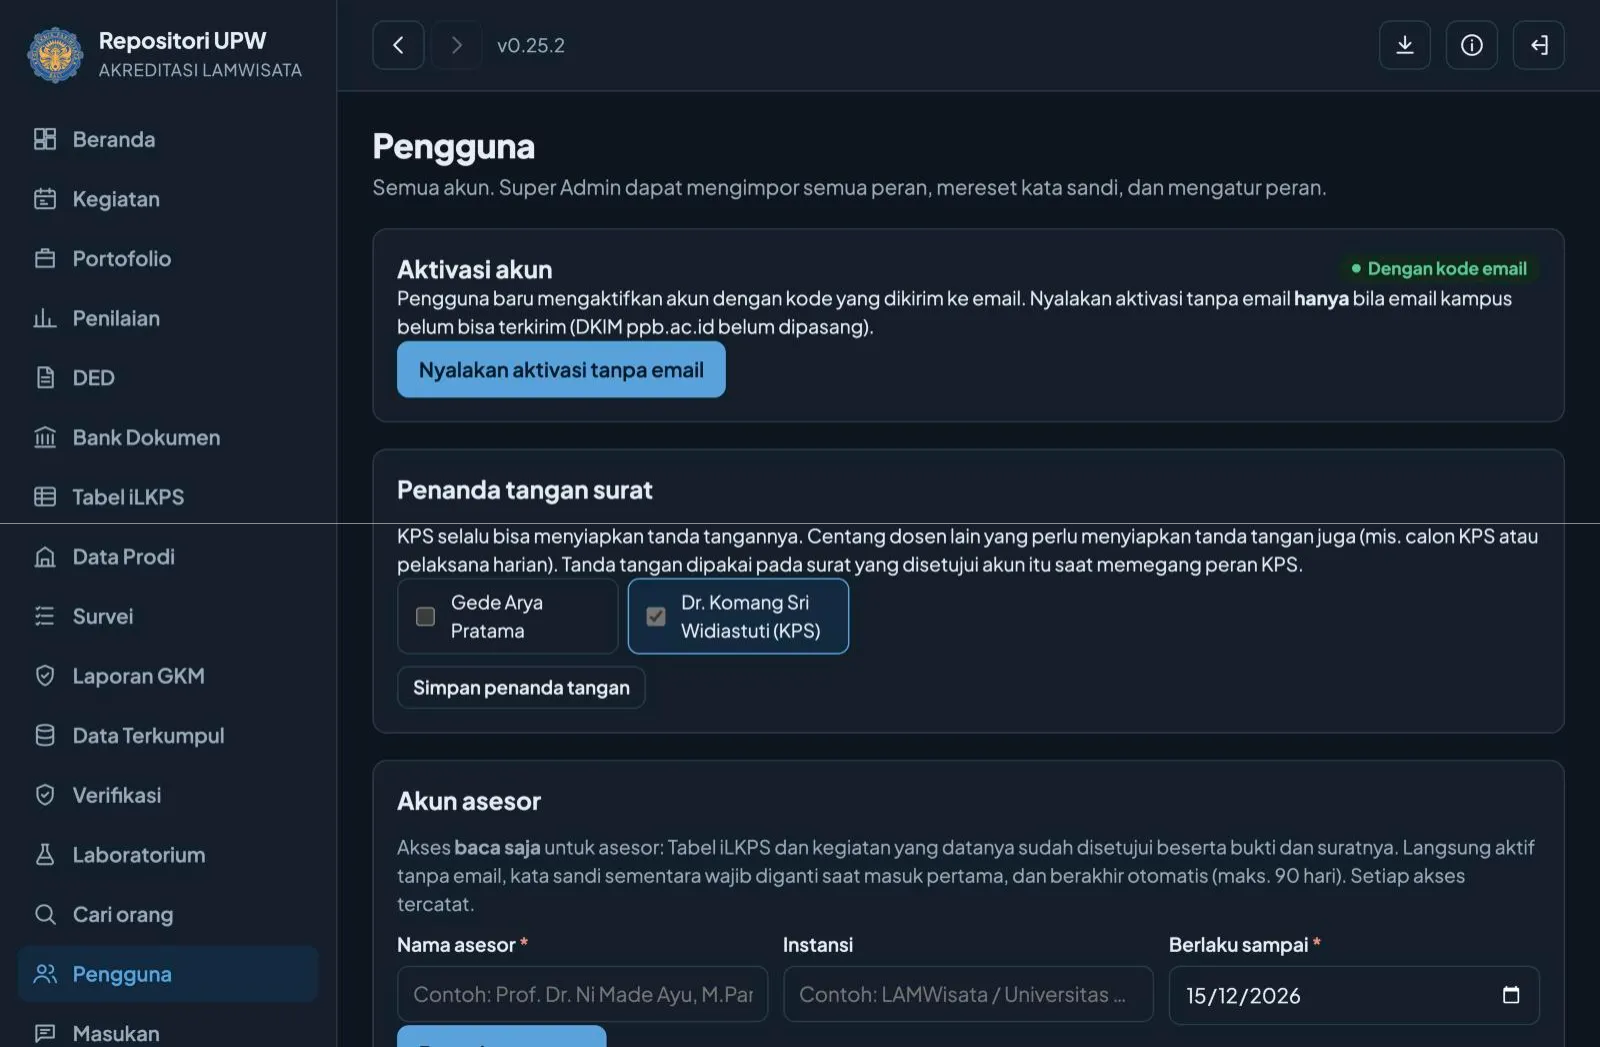 Repositori UPW
AKREDITASI LAMWISATA
v0.25.2
Beranda
Kegiatan
Portofolio
Penilaian
DED
Bank Dokumen
Tabel iLKPS
Data Prodi
Survei
Laporan GKM
Data Terkumpul
Verifikasi
Laboratorium
Cari orang
Pengguna
Masukan
Pengguna
Semua akun. Super Admin dapat mengimpor semua peran, mereset kata sandi, dan mengatur peran.
Aktivasi akun
Dengan kode email
Pengguna baru mengaktifkan akun dengan kode yang dikirim ke email. Nyalakan aktivasi tanpa email hanya bila email kampus
belum bisa terkirim (DKIM ppb.ac.id belum dipasang).
Nyalakan aktivasi tanpa email
Penanda tangan surat
KPS selalu bisa menyiapkan tanda tangannya. Centang dosen lain yang perlu menyiapkan tanda tangan juga (mis. calon KPS atau
pelaksana harian). Tanda tangan dipakai pada surat yang disetujui akun itu saat memegang peran KPS.
Gede Arya
Pratama
Dr. Komang Sri
Widiastuti (KPS)
Simpan penanda tangan
Akun asesor
Akses baca saja untuk asesor: Tabel iLKPS dan kegiatan yang datanya sudah disetujui beserta bukti dan suratnya. Langsung aktif
tanpa email, kata sandi sementara wajib diganti saat masuk pertama, dan berakhir otomatis (maks. 90 hari). Setiap akses
tercatat.
Nama asesor *
Instansi
Berlaku sampai *
Contoh: Prof. Dr. Ni Made Ayu, M.Par
Contoh: LAMWisata / Universitas ...
15/12/2026